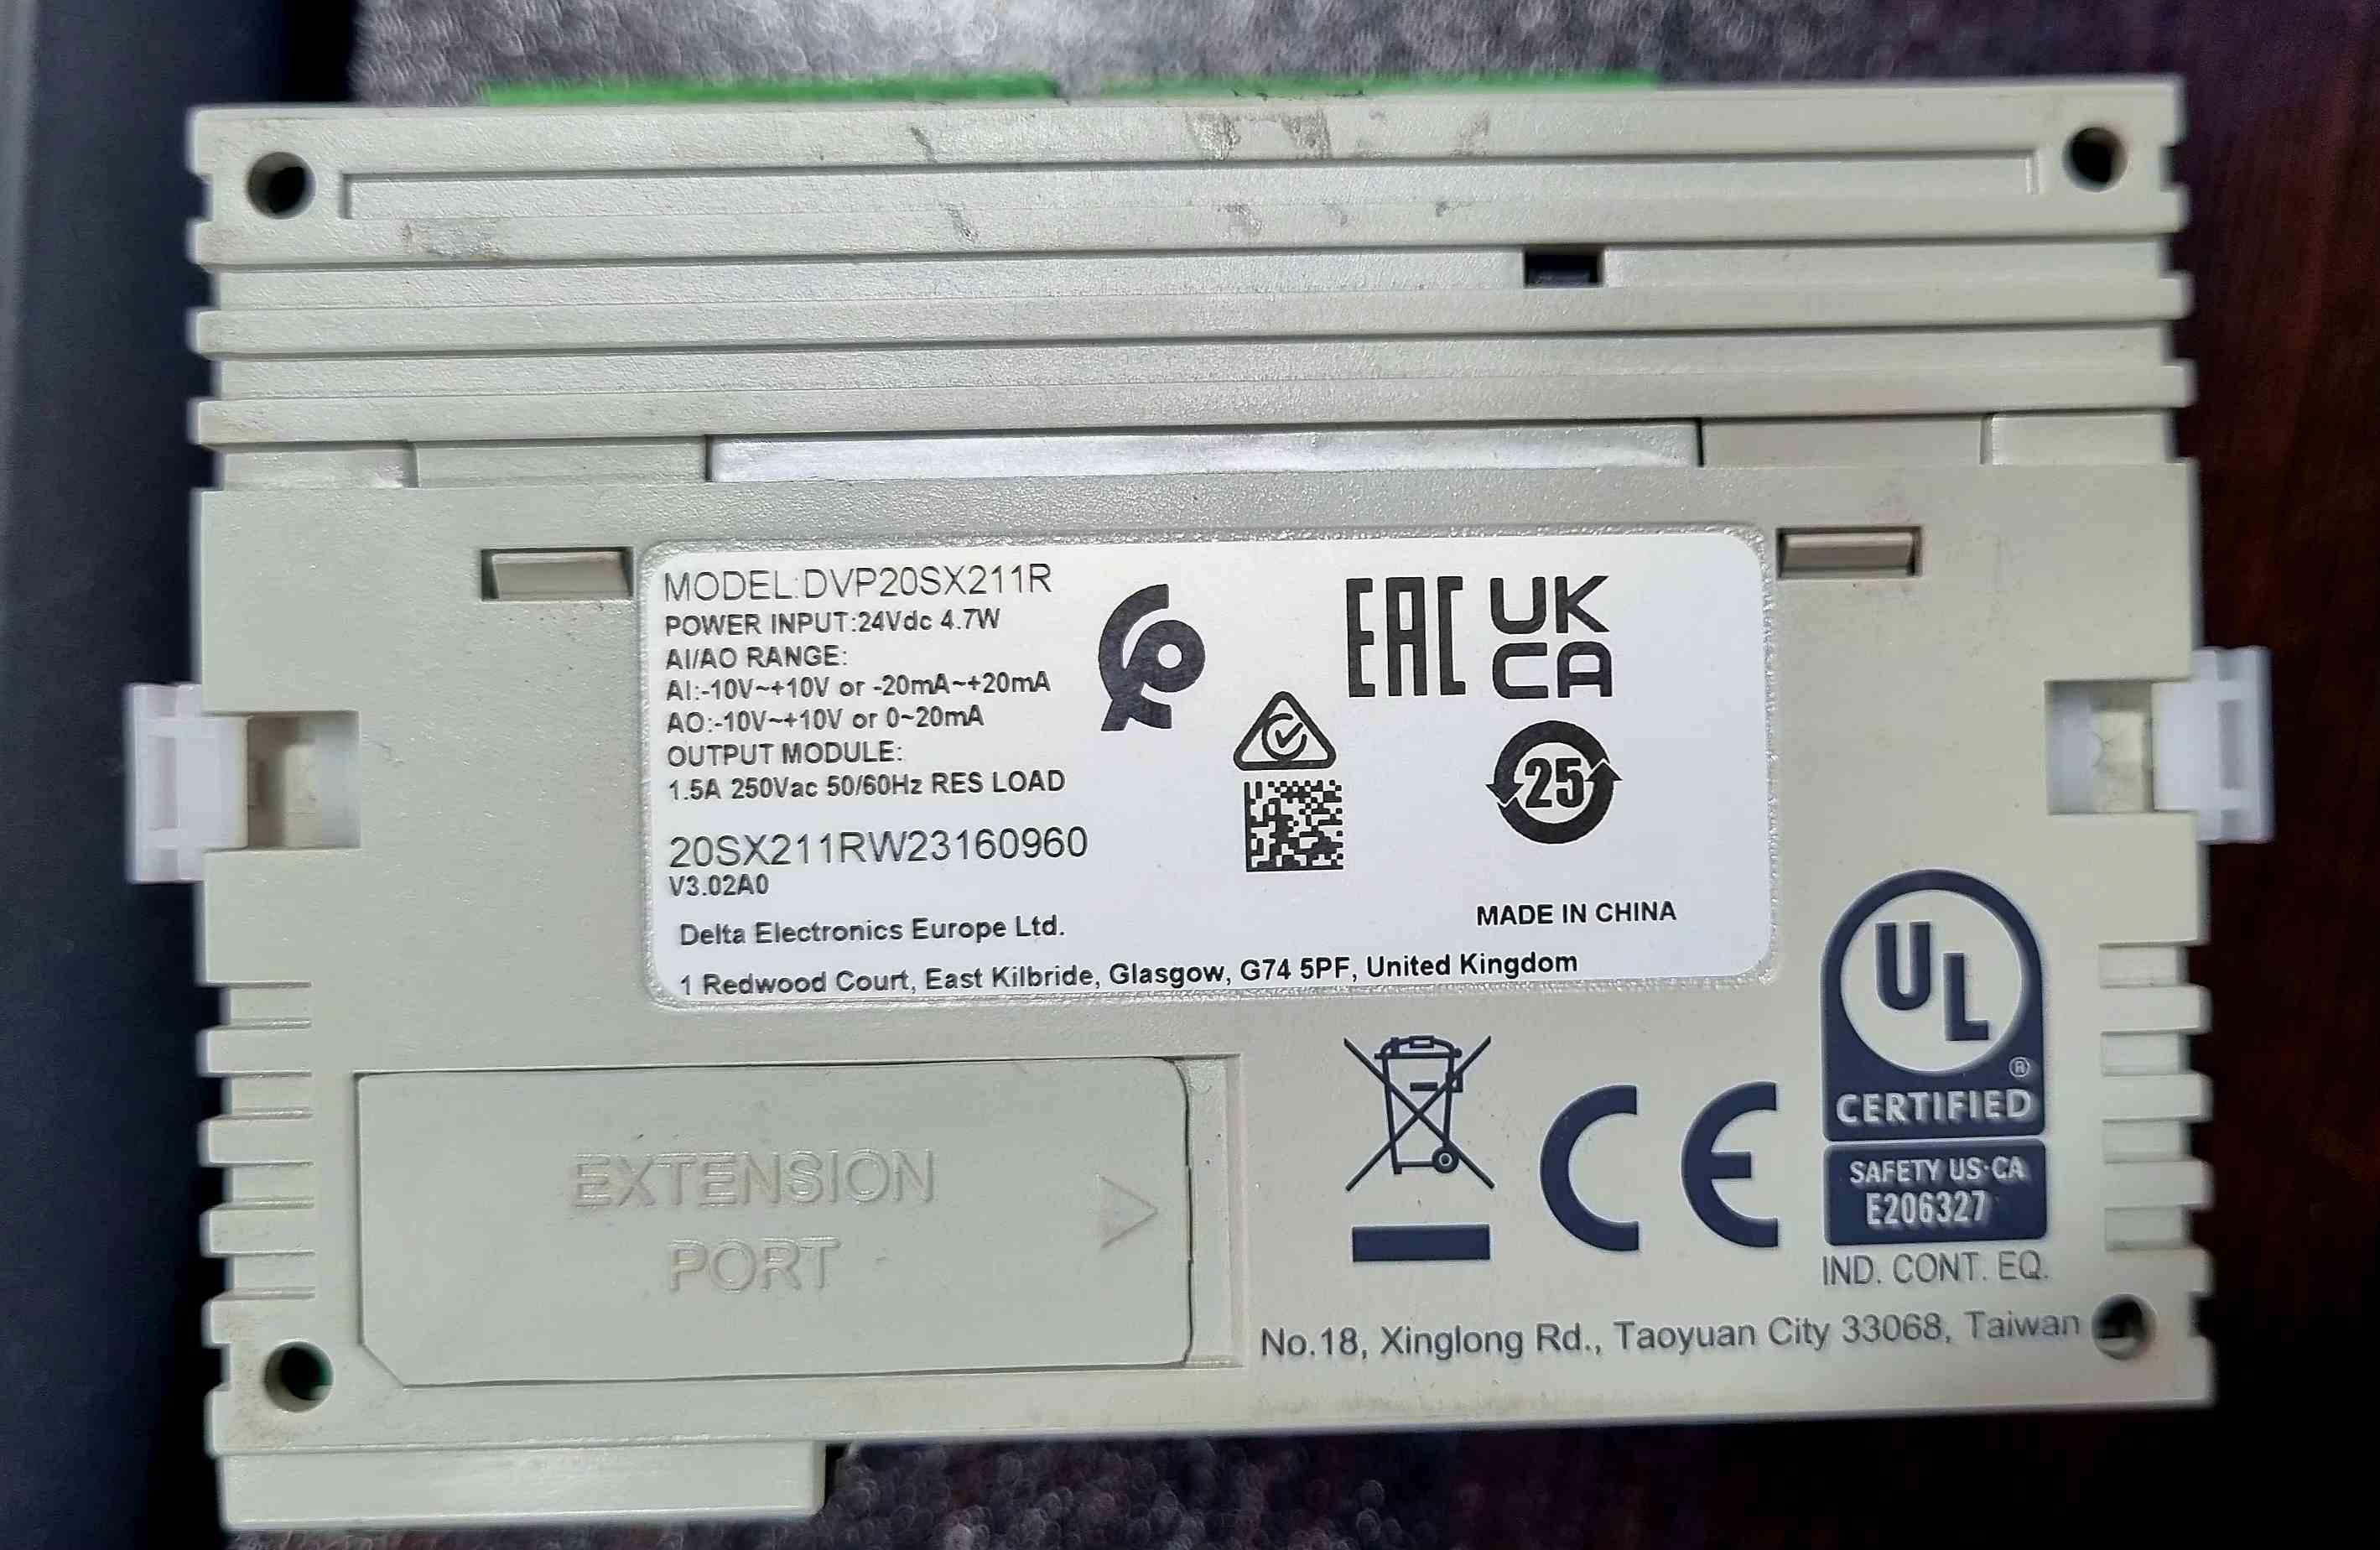 MODEL:DVP20SX211R
POWER INPUT:24Vdc 4.7W
AI/AO RANGE:
AI:-10V~+10V or -20mA~+20mA
AO:-10V~+10V or 0~20mA
OUTPUT MODULE:
1.5A 250Vac 50/60Hz RES LOAD
20SX211RW23160960
V3.02A0
Delta Electronics Europe Ltd.
1 Redwood Court, East Kilbride, Glasgow, G74 5PF, United Kingdom
EAC
UK
CA
25
MADE IN CHINA
EXTENSION
PORT
CE
UL
®
CERTIFIED
SAFETY US·CA
E206327
IND. CONT. EQ.
No.18, Xinglong Rd., Taoyuan City 33068, Taiwan